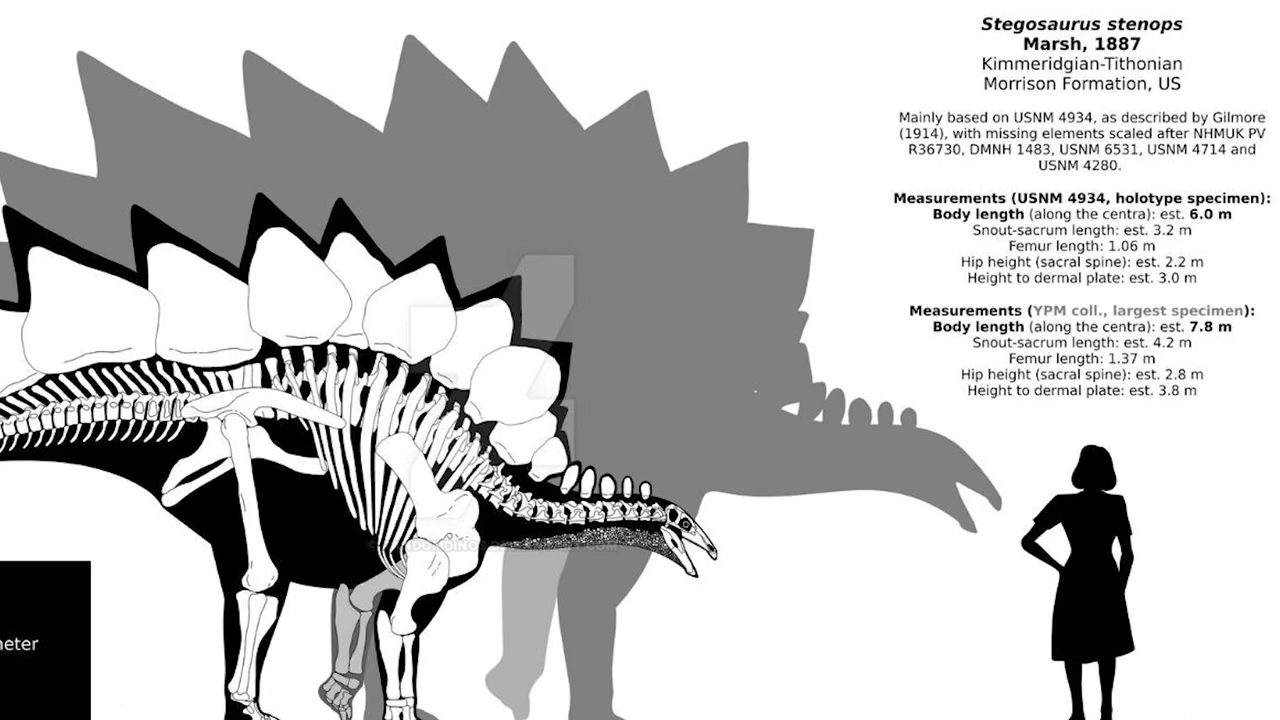 Stegosaurus stenops
Marsh, 1887
Kimmeridgian-Tithonian
Morrison Formation, US
Mainly based on USNM 4934, as described by Gilmore
(1914), with missing elements scaled after NHMUK PV
R36730, DMNH 1483, USNM 6531, USNM 4714 and
USNM 4280.
Measurements (USNM 4934, holotype specimen):
Body length (along the centra): est. 6.0 m
Snout-sacrum length: est. 3.2 m
Femur length: 1.06 m
Hip height (sacral spine): est. 2.2 m
Height to dermal plate: est. 3.0 m
Measurements (YPM coll., largest specimen):
Body length (along the centra): est. 7.8 m
Snout-sacrum length: est. 4.2 m
Femur length: 1.37 m
Hip height (sacral spine): est. 2.8 m
Height to dermal plate: est. 3.8 m